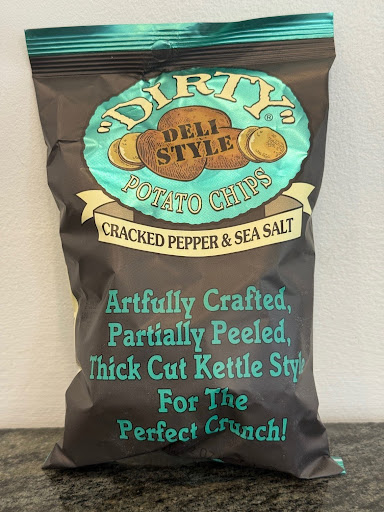 "DIRTY"®
DELI
STYLE
POTATO CHIPS
CRACKED PEPPER & SEA SALT
Artfully Crafted,
Partially Peeled,
Thick Cut Kettle Style
For The
Perfect Crunch!